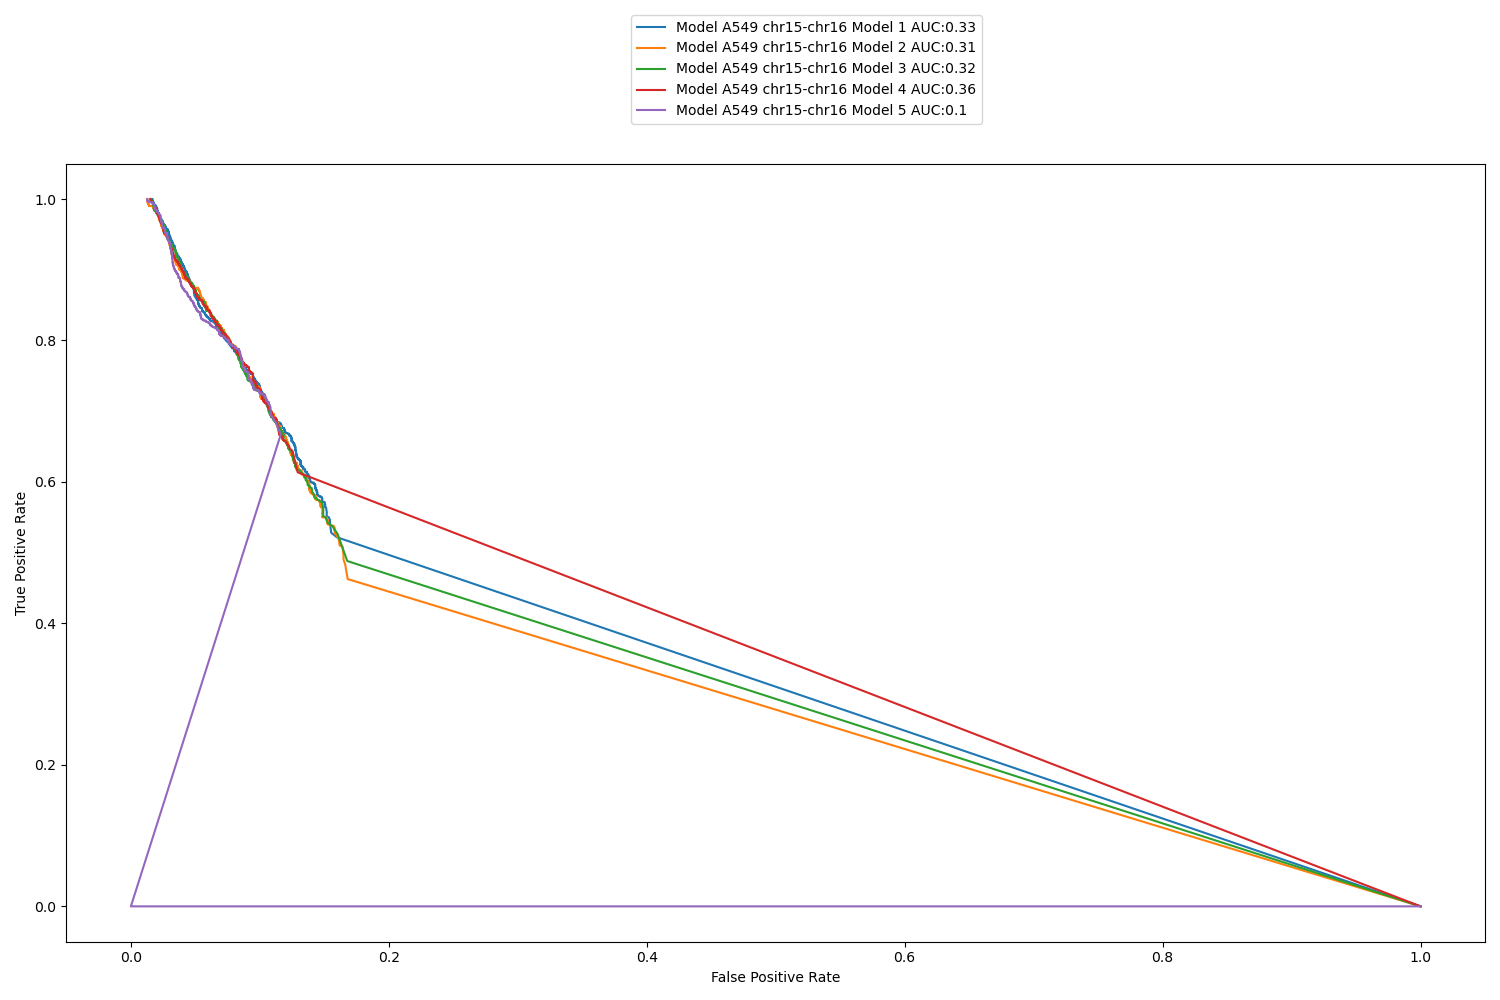 Model A549 chr15-chr16 Model 1 AUC:0.33
Model A549 chr15-chr16 Model 2 AUC:0.31
Model A549 chr15-chr16 Model 3 AUC:0.32
Model A549 chr15-chr16 Model 4 AUC:0.36
Model A549 chr15-chr16 Model 5 AUC:0.1
1.0
0.8
0.6
0.4
0.2
0.0
True Positive Rate
0.0 0.2 0.4 0.6 0.8 1.0
False Positive Rate